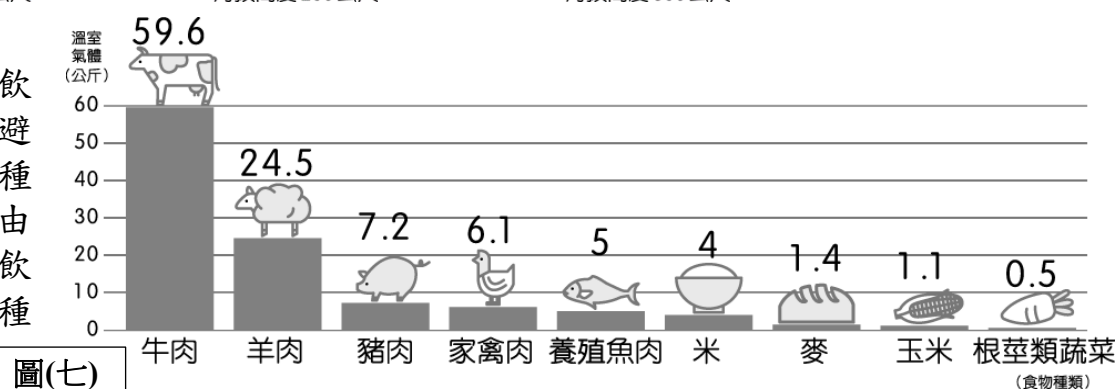 飲
避
種
由
飲
種
圖(七)
溫室
氣體
(公斤)
60
50
40
30
20
10
0
59.6
24.5
7.2
6.1
5
4
1.4
1.1
0.5
牛肉
羊肉
豬肉
家禽肉
養殖魚肉
米
麥
玉米
根莖類蔬菜
(食物種類)